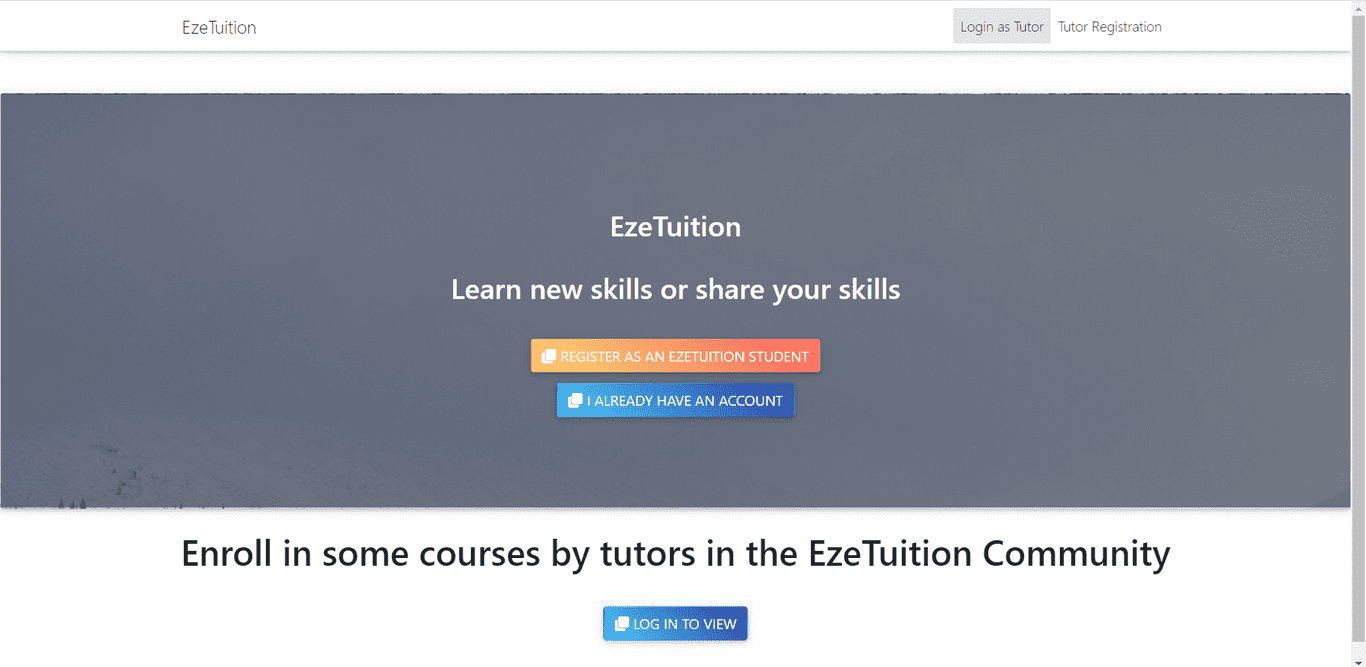 EzeTuition
Login as Tutor
Tutor Registration
EzeTuition
Learn new skills or share your skills
REGISTER AS AN EZETUITION STUDENT
I ALREADY HAVE AN ACCOUNT
Enroll in some courses by tutors in the EzeTuition Community
LOG IN TO VIEW